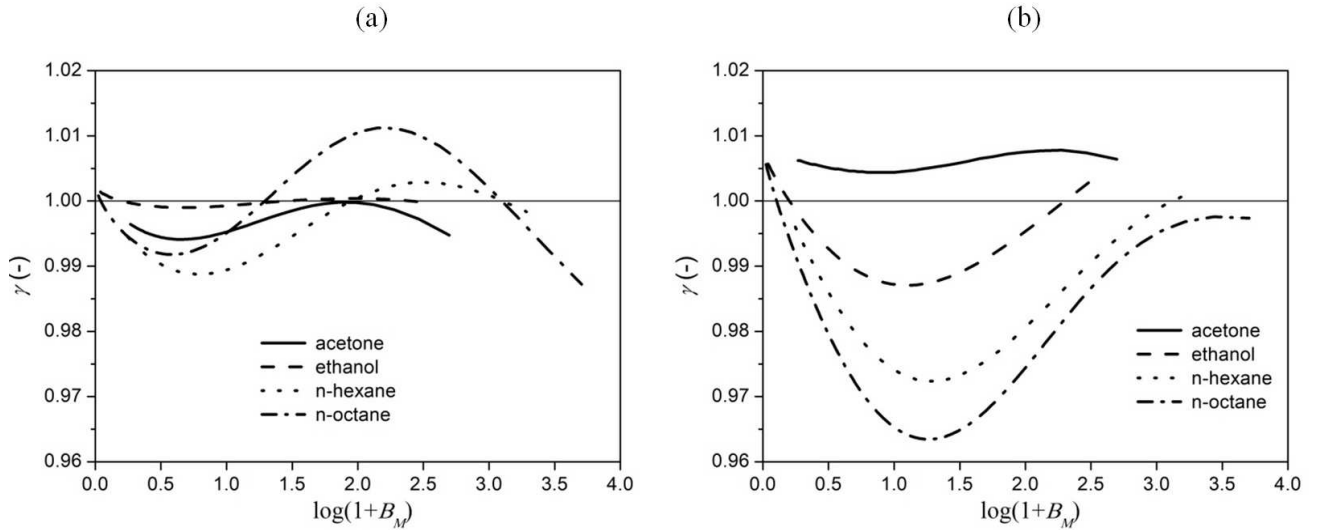 (a)
1.02
1.01
1.00
0.99
0.98
0.97
0.96
γ (-)
acetone
ethanol
n-hexane
n-octane
0.0 0.5 1.0 1.5 2.0 2.5 3.0 3.5 4.0
log(1+B_M)
(b)
1.02
1.01
1.00
0.99
0.98
0.97
0.96
γ (-)
acetone
ethanol
n-hexane
n-octane
0.0 0.5 1.0 1.5 2.0 2.5 3.0 3.5 4.0
log(1+B_M)